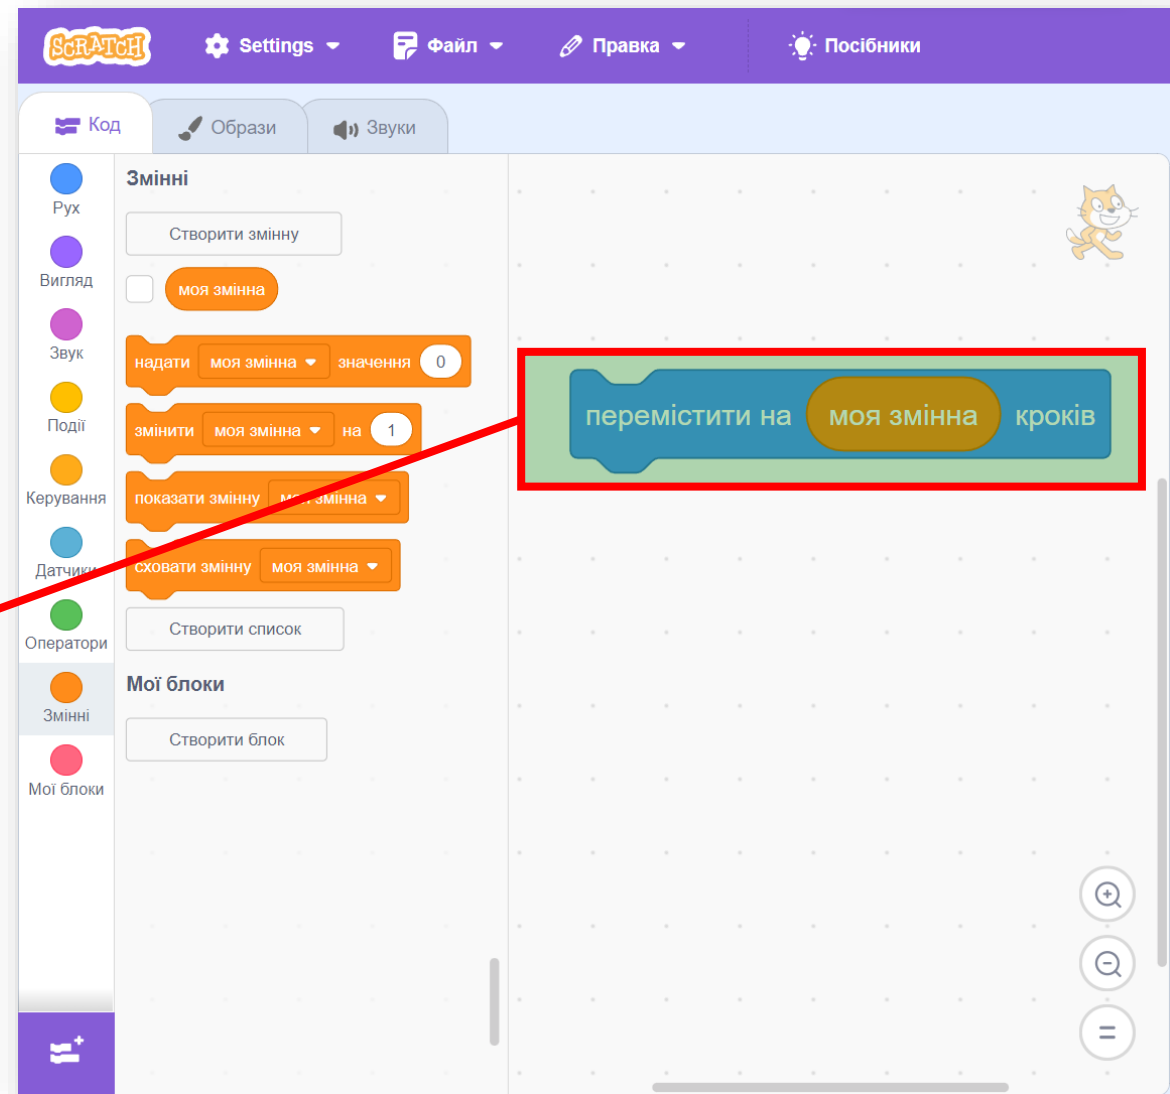 SCRATCH Settings Файл Правка Посібники
Код Образи Звуки
Рух
Вигляд
Звук
Події
Керування
Датчики
Оператори
Змінні
Мої блоки
Змінні
Створити змінну
моя змінна
надати моя змінна значення 0
змінити моя змінна на 1
показати змінну моя змінна
сховати змінну моя змінна
Створити список
Мої блоки
Створити блок
перемістити на моя змінна кроків